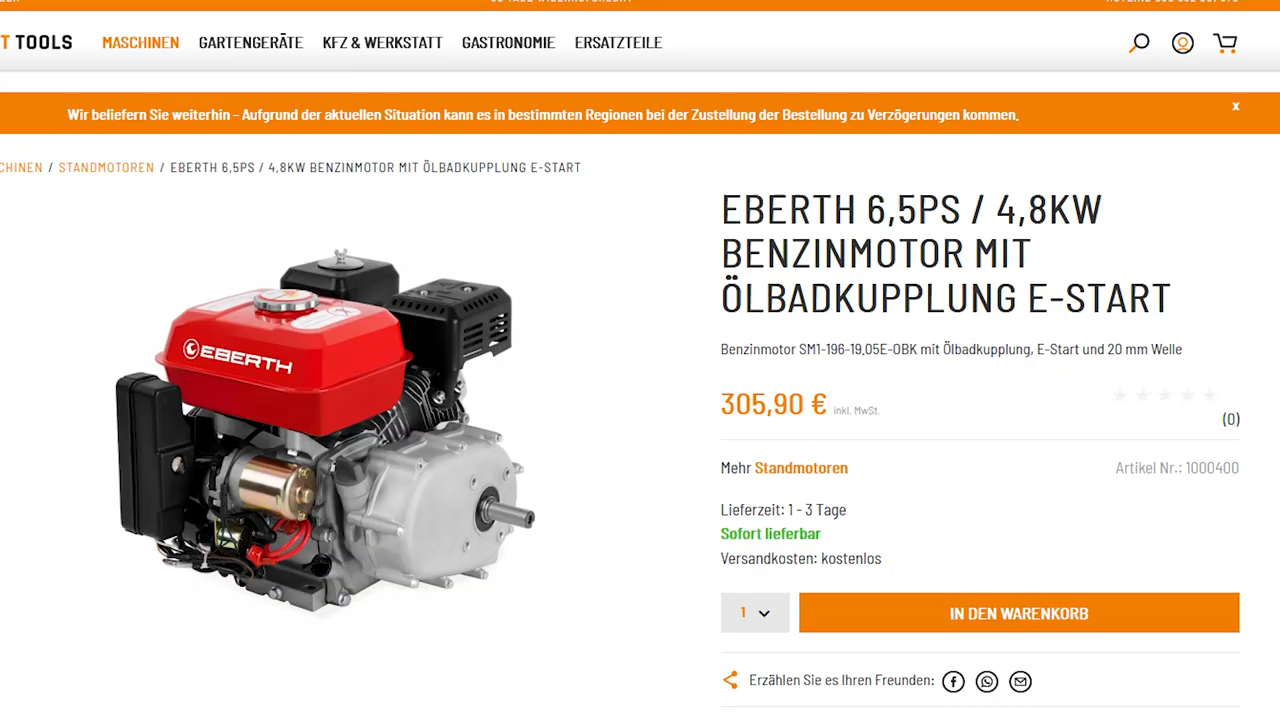 T TOOLS MASCHINEN GARTENGERÄTE KFZ & WERKSTATT GASTRONOMIE ERSATZTEILE
Wir beliefern Sie weiterhin - Aufgrund der aktuellen Situation kann es in bestimmten Regionen bei der Zustellung der Bestellung zu Verzögerungen kommen.
x
CHINEN / STANDMOTOREN / EBERTH 6,5PS / 4,8KW BENZINMOTOR MIT ÖLBADKUPPLUNG E-START
EBERTH
EBERTH 6,5PS / 4,8KW
BENZINMOTOR MIT
ÖLBADKUPPLUNG E-START
Benzinmotor SM1-196-19.05E-OBK mit Ölbadkupplung, E-Start und 20 mm Welle
305,90 € inkl. MwSt.
(0)
Mehr Standmotoren
Artikel Nr.: 1000400
Lieferzeit: 1 - 3 Tage
Sofort lieferbar
Versandkosten: kostenlos
1
IN DEN WARENKORB
Erzählen Sie es Ihren Freunden: